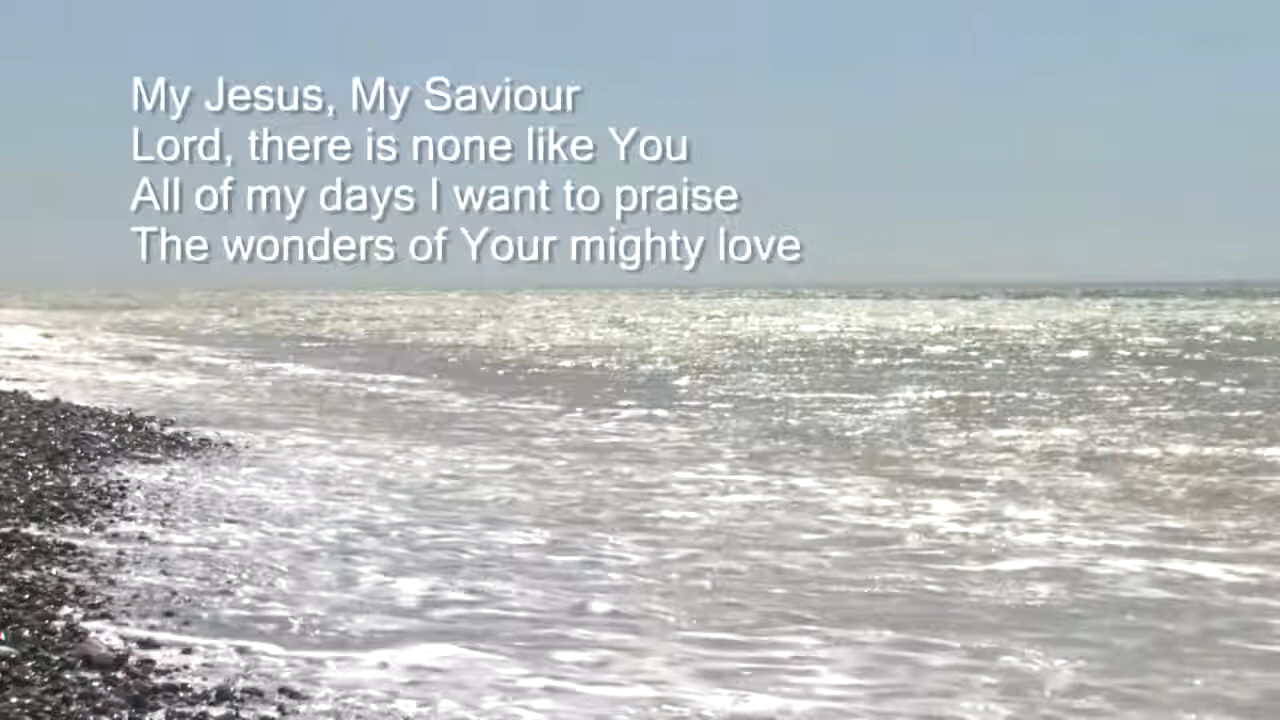 My Jesus, My Saviour
Lord, there is none like You
All of my days I want to praise
The wonders of Your mighty love